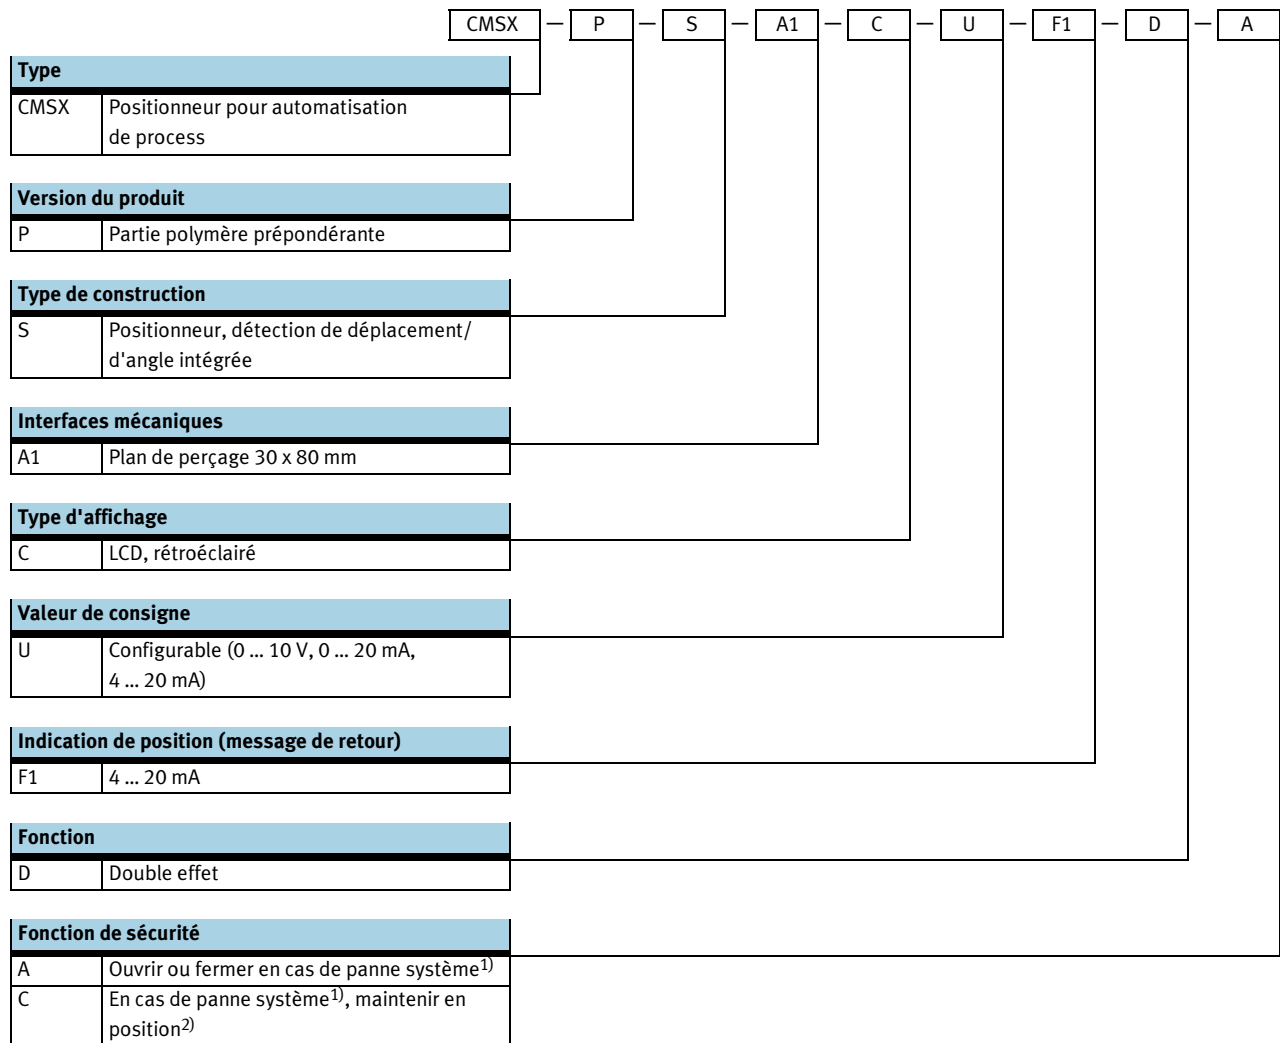 CMSX — P — S — A1 — C — U — F1 — D — A
Type
CMSX Positionneur pour automatisation
de process
Version du produit
P Partie polymère prépondérante
Type de construction
S Positionneur, détection de déplacement/
d'angle intégrée
Interfaces mécaniques
A1 Plan de perçage 30 x 80 mm
Type d'affichage
C LCD, rétroéclairé
Valeur de consigne
U Configurable (0 ... 10 V, 0 ... 20 mA,
4 ... 20 mA)
Indication de position (message de retour)
F1 4 ... 20 mA
Fonction
D Double effet
Fonction de sécurité
A Ouvrir ou fermer en cas de panne système1)
C En cas de panne système1), maintenir en
position2)